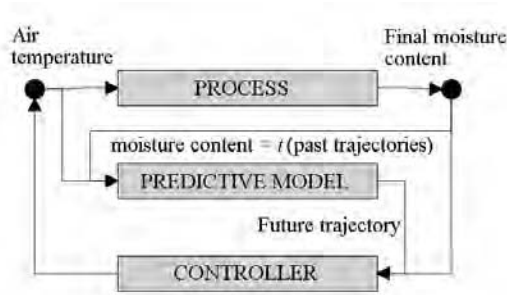 Air
temperature
Final moisture
content
PROCESS
moisture content = f (past trajectories)
PREDICTIVE MODEL
Future trajectory
CONTROLLER